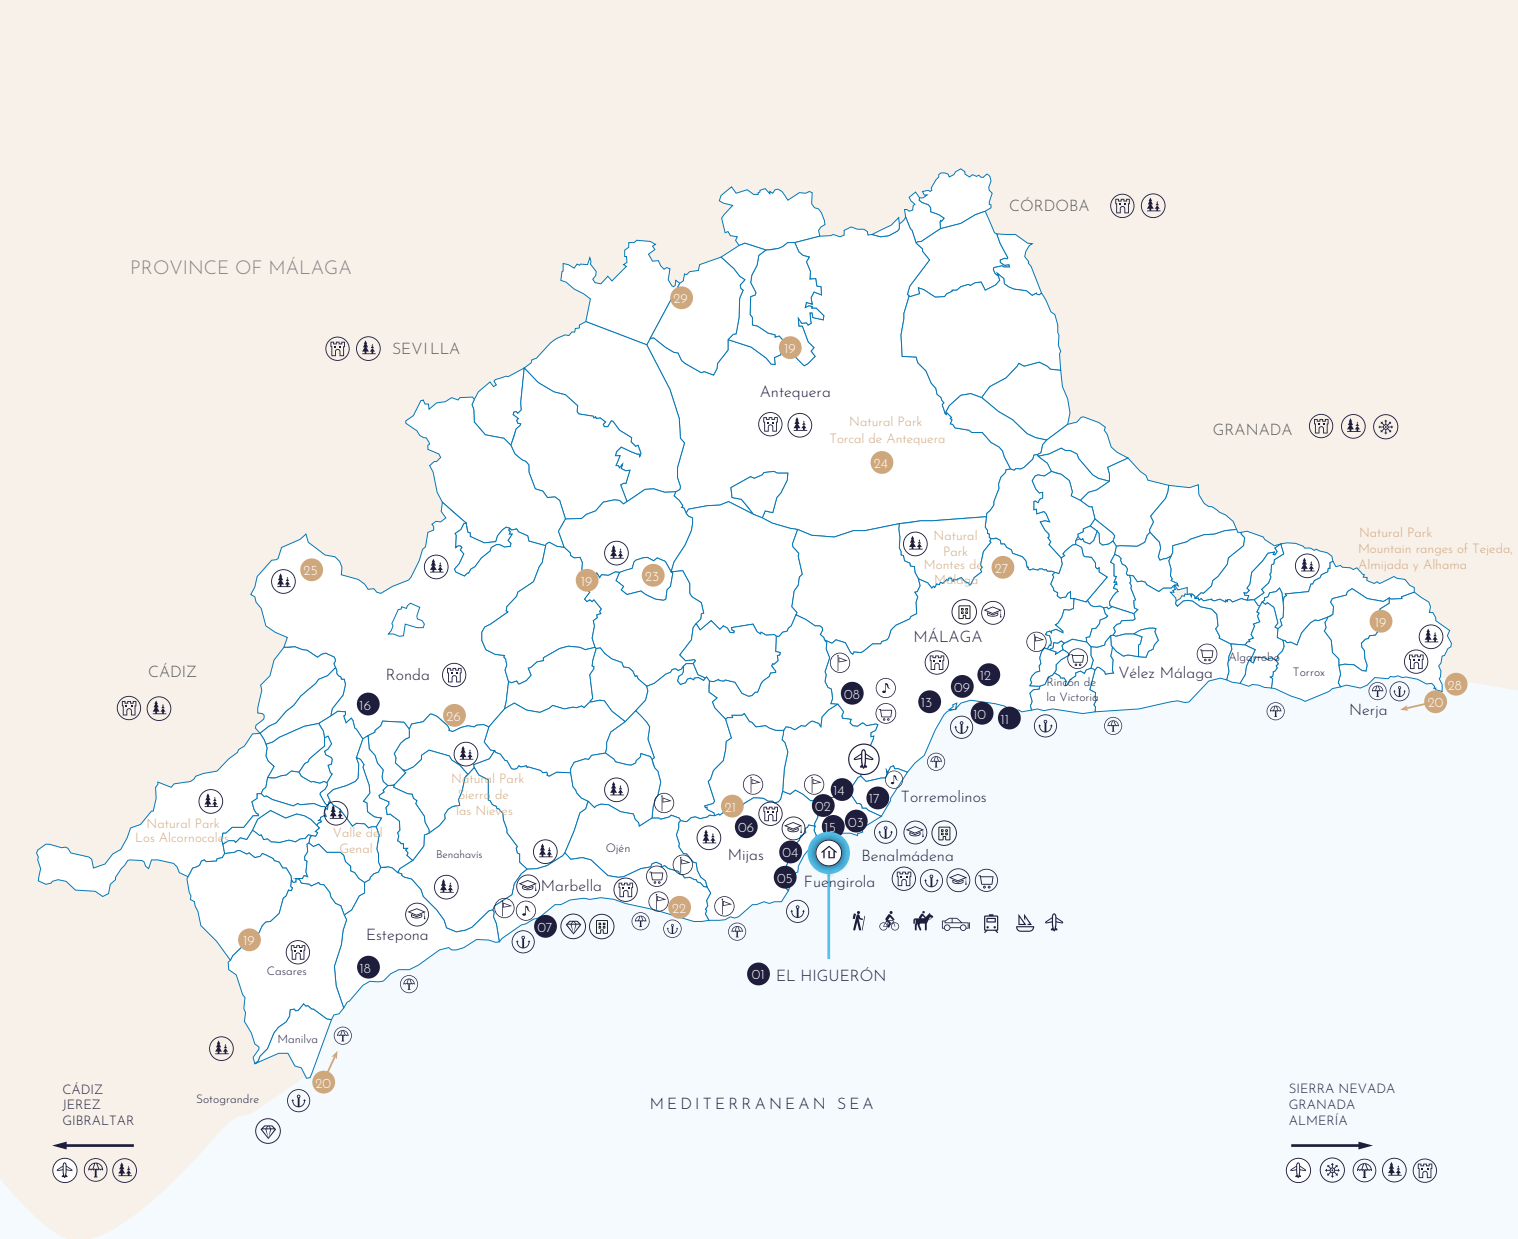 CÓRDOBA
PROVINCE OF MÁLAGA
29
SEVILLA
19
Antequera
Natural Park
Torcal de Antequera
24
GRANADA
Natural
Park
Montes de
Málaga
27
Natural Park
Mountain ranges of Tejeda,
Almijada y Alhama
25
19
23
19
MÁLAGA
CÁDIZ
Ronda
16
26
08
13
09
12
10
11
Rincón de
la Victoria
Vélez Málaga
Algarrobo
Torrox
Nerja
20
28
Natural Park
Sierra de
las Nieves
Natural Park
Los Alcornocales
Valle del
Genal
21
06
14
02
15
03
17
Torremolinos
Benahavís
Ojén
Mijas
04
05
Benalmádena
Fuengirola
Marbella
22
07
Estepona
18
19
Casares
Manilva
20
01 EL HIGUERÓN
Sotograndre
CÁDIZ
JEREZ
GIBRALTAR
MEDITERRANEAN SEA
SIERRA NEVADA
GRANADA
ALMERÍA